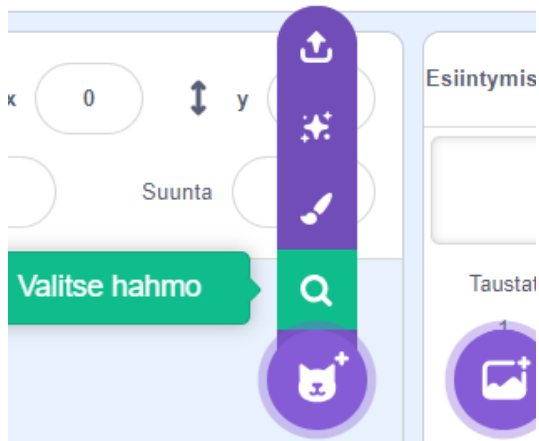 x 0 y
Esiintymis
Suunta
Valitse hahmo
Taustat
1